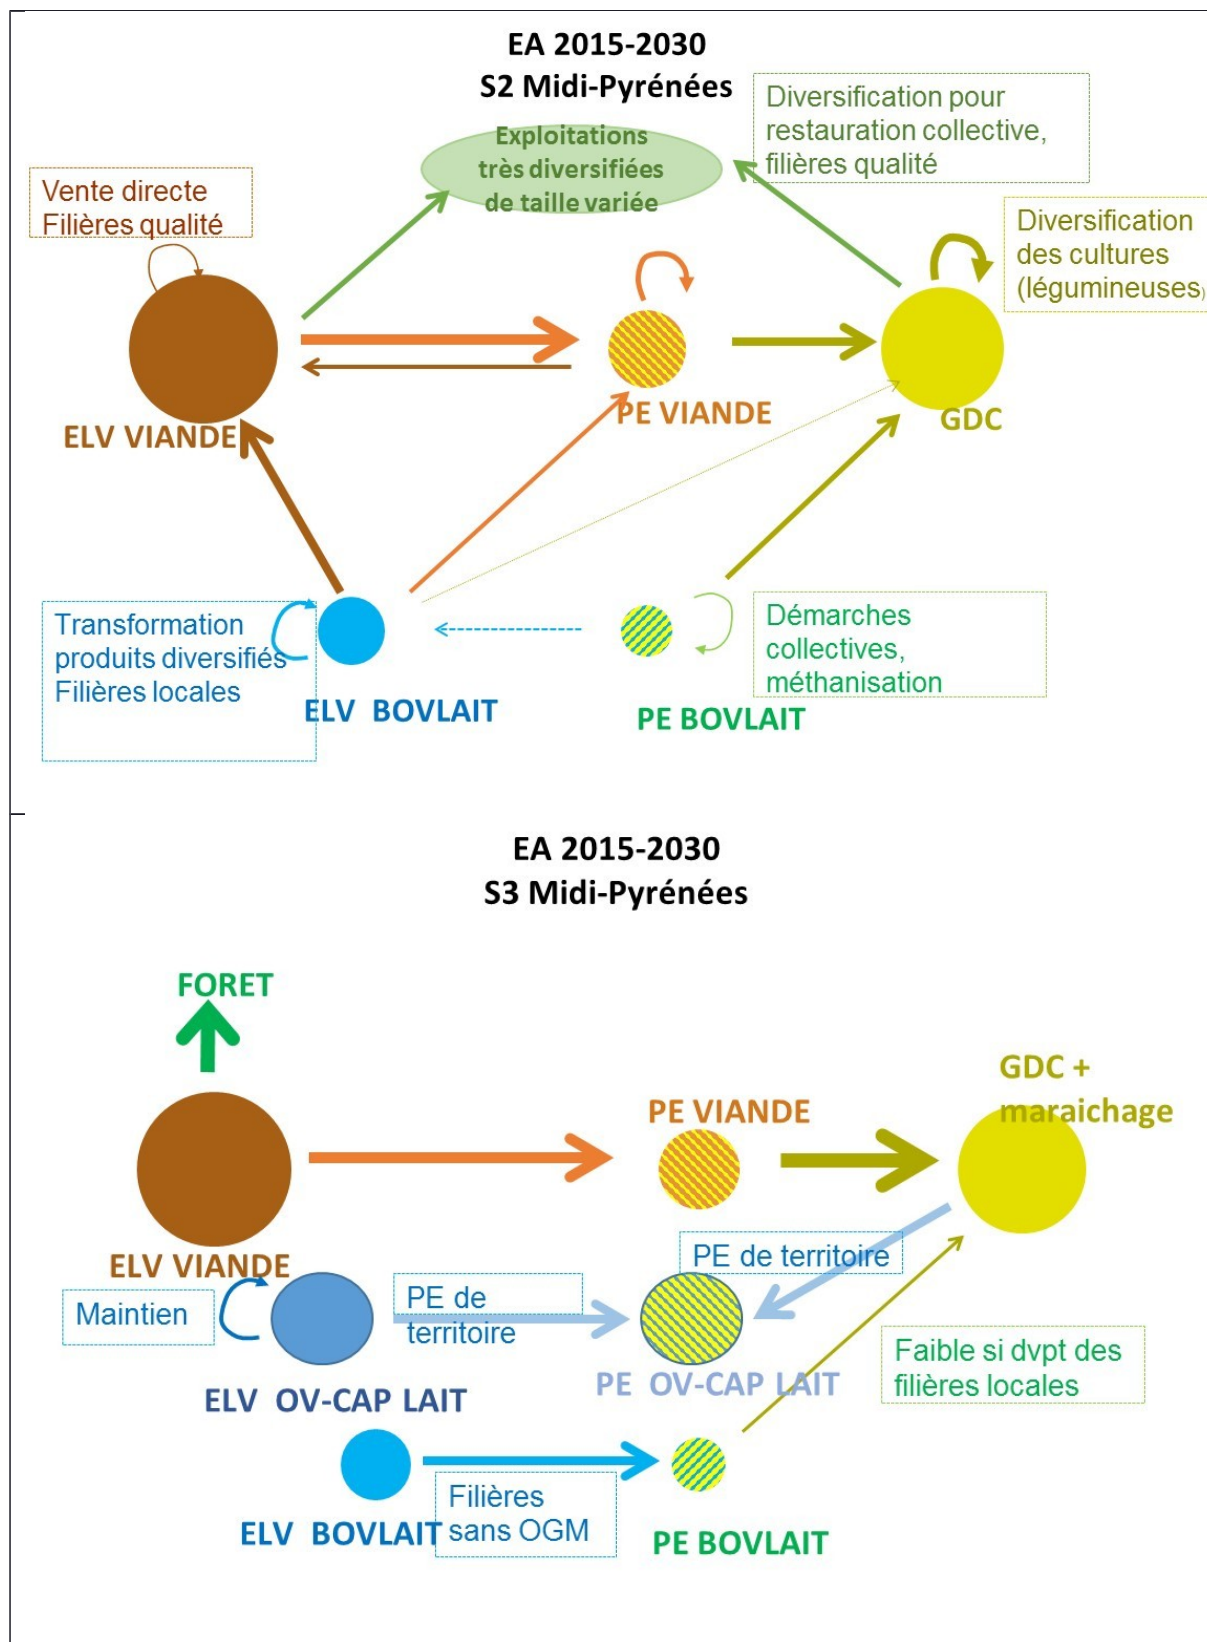 EA 2015-2030
S2 Midi-Pyrénées
Exploitations
très diversifiées
de taille variée
Diversification pour
restauration collective,
filières qualité
Vente directe
Filières qualité
Diversification
des cultures
(légumineuses)
ELV VIANDE
PE VIANDE
GDC
Transformation
produits diversifiés
Filières locales
Démarches
collectives,
méthanisation
ELV BOVLAIT
PE BOVLAIT
EA 2015-2030
S3 Midi-Pyrénées
FORET
GDC +
maraichage
PE VIANDE
ELV VIANDE
PE de territoire
Maintien
PE de
territoire
Faible si dvpt des
filières locales
ELV OV-CAP LAIT
PE OV-CAP LAIT
Filières
sans OGM
ELV BOVLAIT
PE BOVLAIT